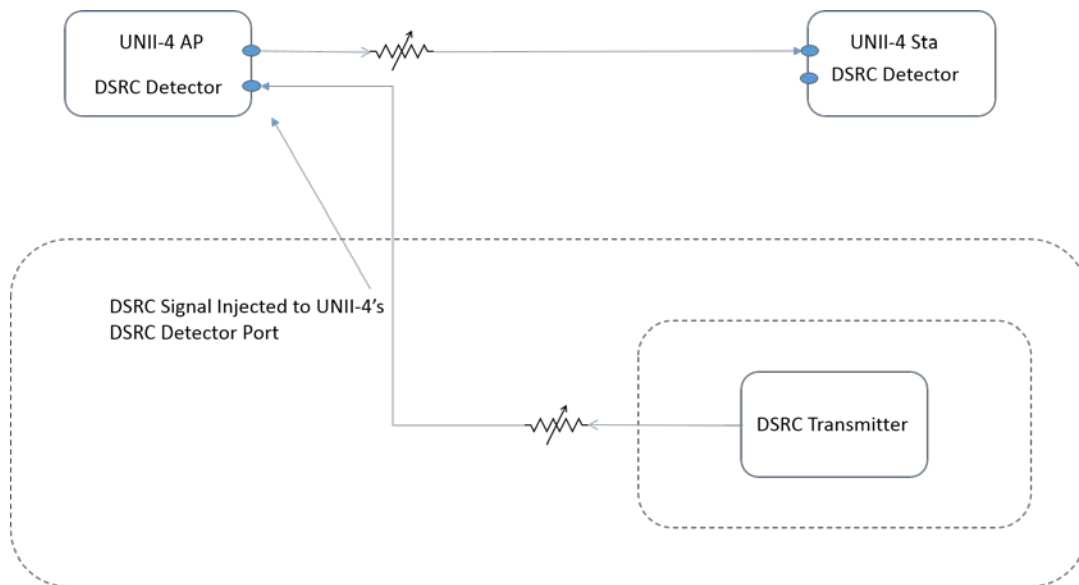 UNII-4 AP
DSRC Detector
UNII-4 Sta
DSRC Detector
DSRC Signal Injected to UNII-4's
DSRC Detector Port
DSRC Transmitter